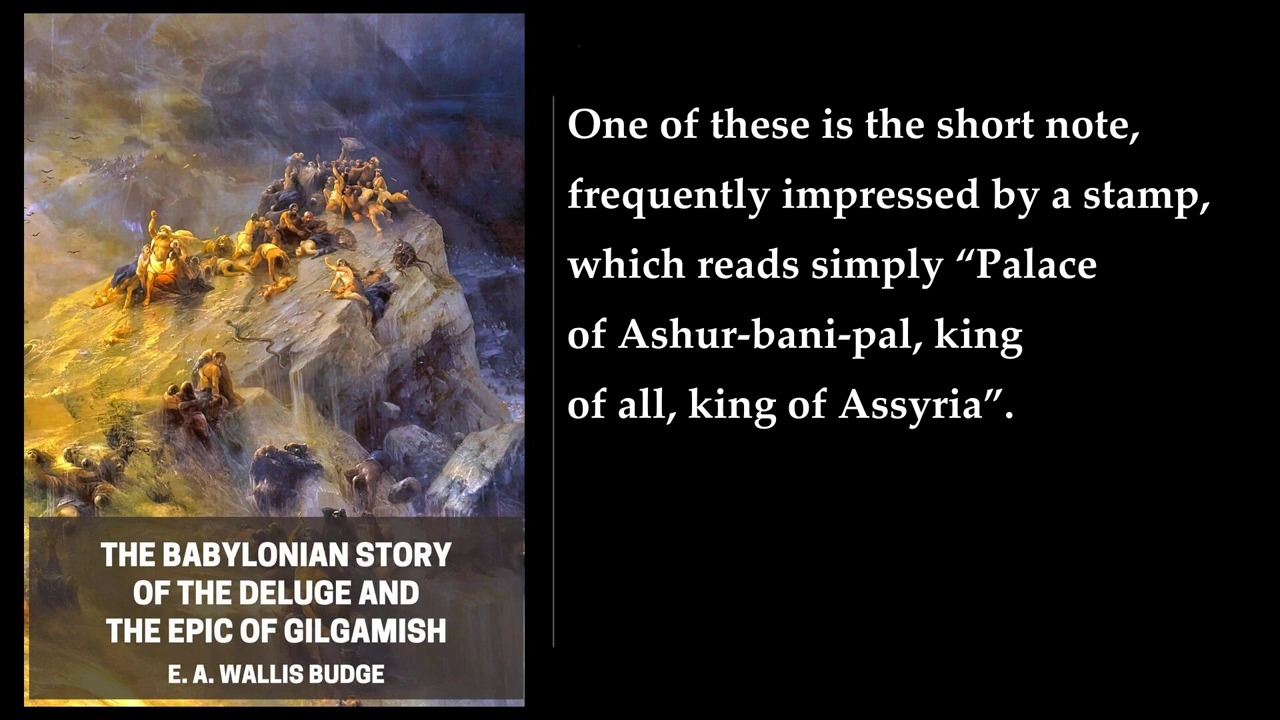 THE BABYLONIAN STORY
OF THE DELUGE AND
THE EPIC OF GILGAMISH
E. A. WALLIS BUDGE
One of these is the short note,
frequently impressed by a stamp,
which reads simply “Palace
of Ashur-bani-pal, king
of all, king of Assyria”.